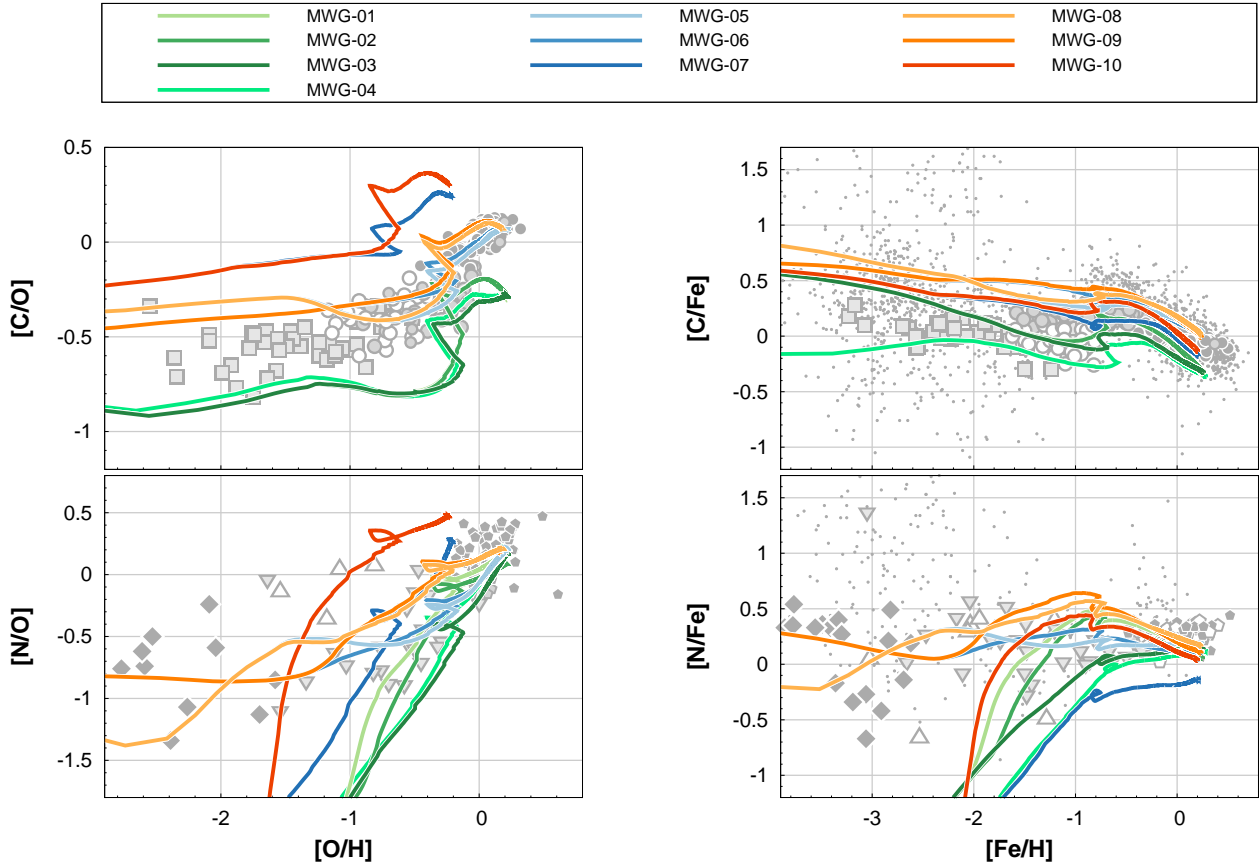 MWG-01 MWG-05 MWG-08
MWG-02 MWG-06 MWG-09
MWG-03 MWG-07 MWG-10
MWG-04
[C/O]
0.5
0
-0.5
-1
[C/Fe]
1.5
1
0.5
0
-0.5
-1
[N/O]
0.5
0
-0.5
-1
-1.5
[N/Fe]
1.5
1
0.5
0
-0.5
-1
-2 -1 0
[O/H]
-3 -2 -1 0
[Fe/H]